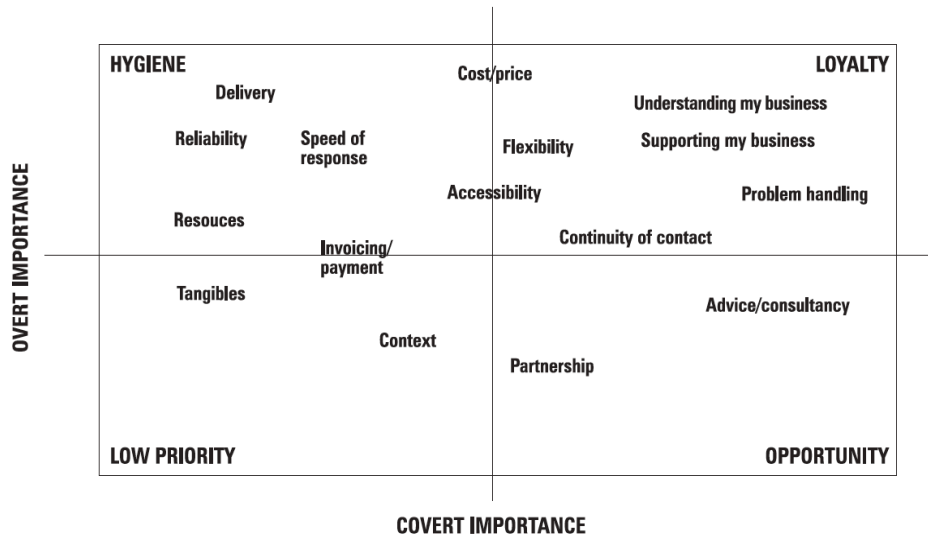 HYGIENE
Cost/price
LOYALTY
Delivery
Understanding my business
Reliability
Speed of
response
Flexibility
Supporting my business
Accessibility
Problem handling
Resouces
Invoicing/
payment
Continuity of contact
Tangibles
Advice/consultancy
Context
Partnership
LOW PRIORITY
OPPORTUNITY
OVERT IMPORTANCE
COVERT IMPORTANCE